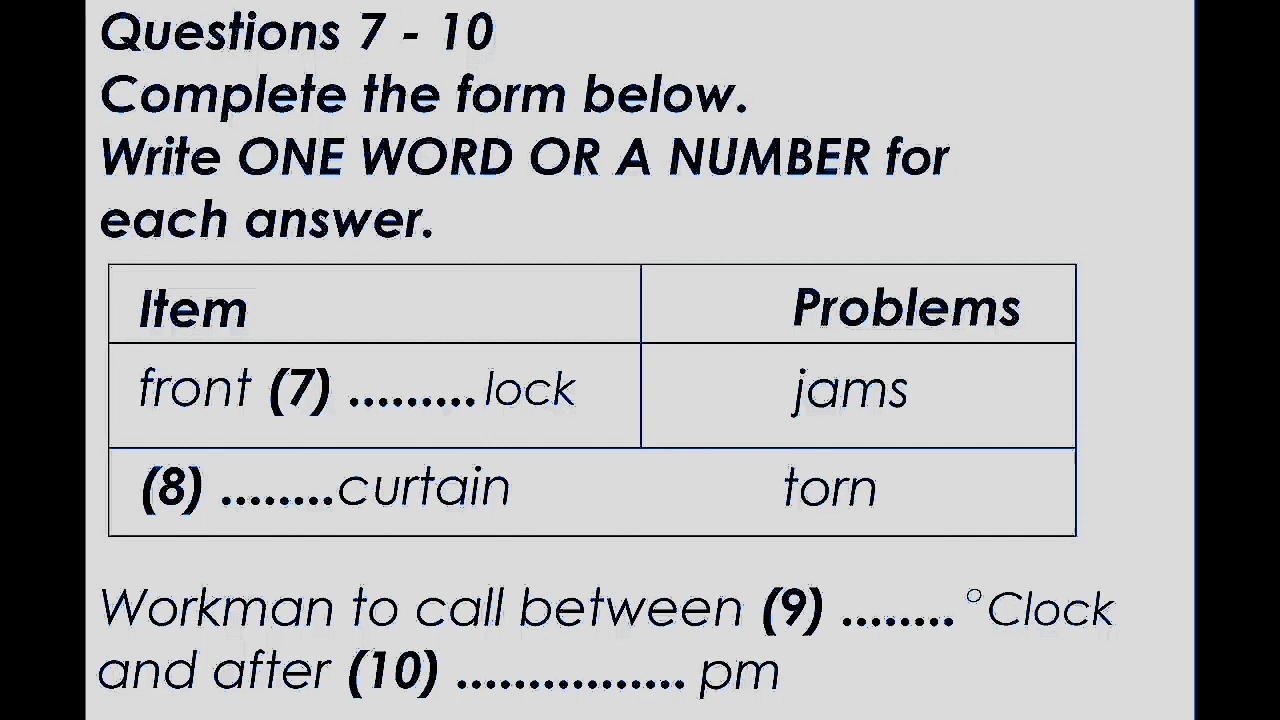 Questions 7 - 10
Complete the form below.
Write ONE WORD OR A NUMBER for
each answer.
Item Problems
front (7) ......... lock jams
(8) ........curtain torn
Workman to call between (9) ........ °Clock
and after (10) ................ pm